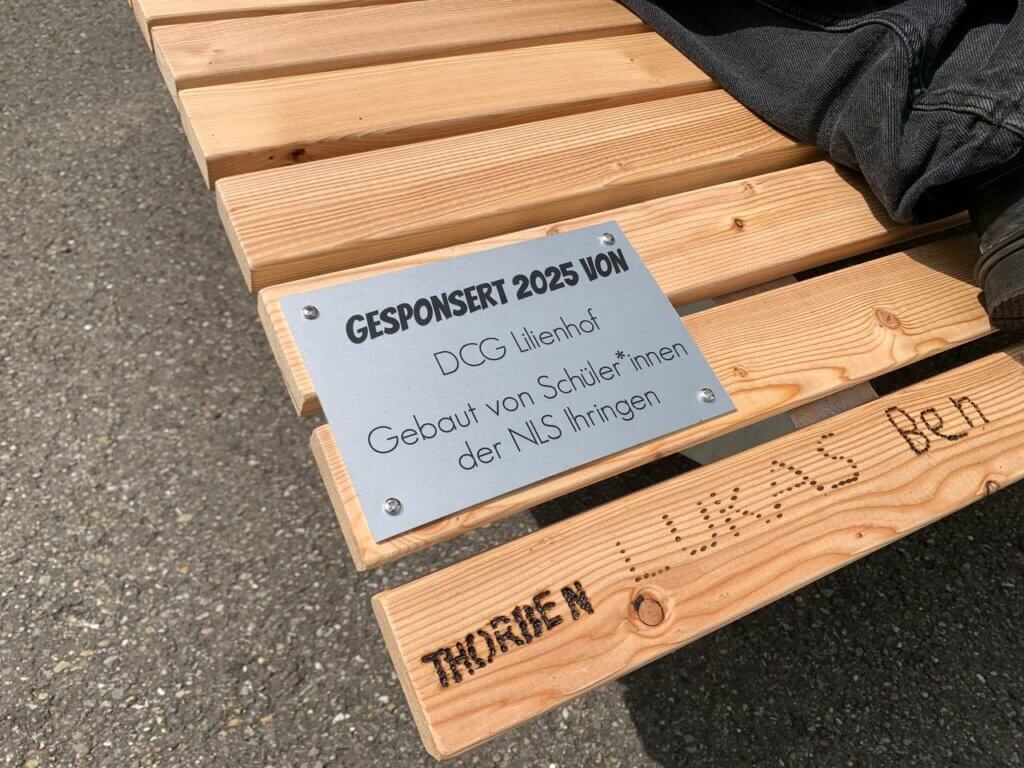 GESPONSERT 2025 VON
DCG Lilienhof
Gebaut von Schüler*innen
der NLS Ihringen
THORBEN LUKAS Ben